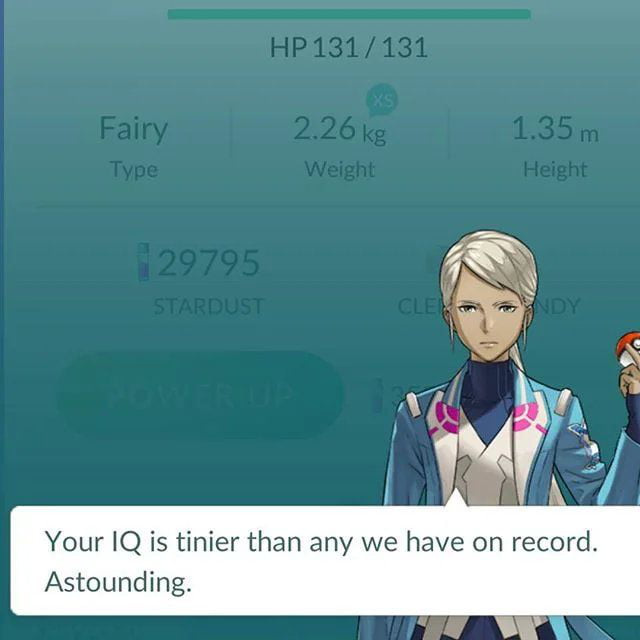 HP 131 / 131
XS
Fairy 2.26 kg 1.35 m
Type Weight Height
29795
STARDUST CLE NDY
POWER UP
Your IQ is tinier than any we have on record.
Astounding.